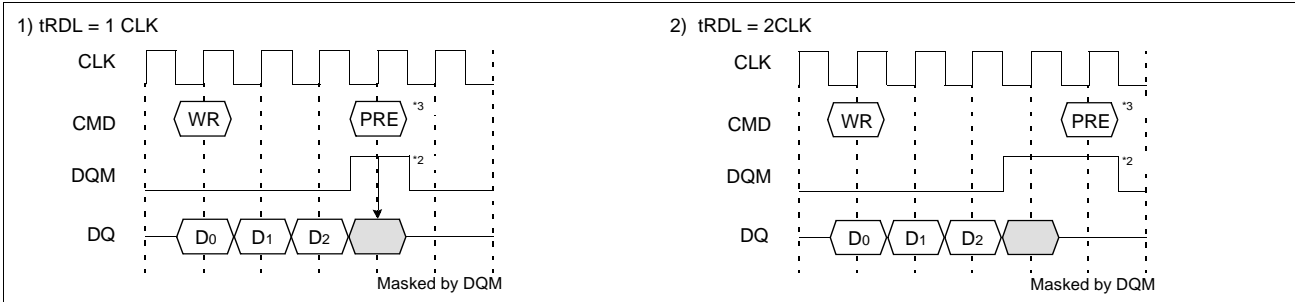 1) tRDL = 1 CLK
CLK
CMD
WR
PRE
*3
DQM
*2
DQ
D0
D1
D2
Masked by DQM
2) tRDL = 2CLK
CLK
CMD
WR
PRE
*3
DQM
*2
DQ
D0
D1
D2
Masked by DQM